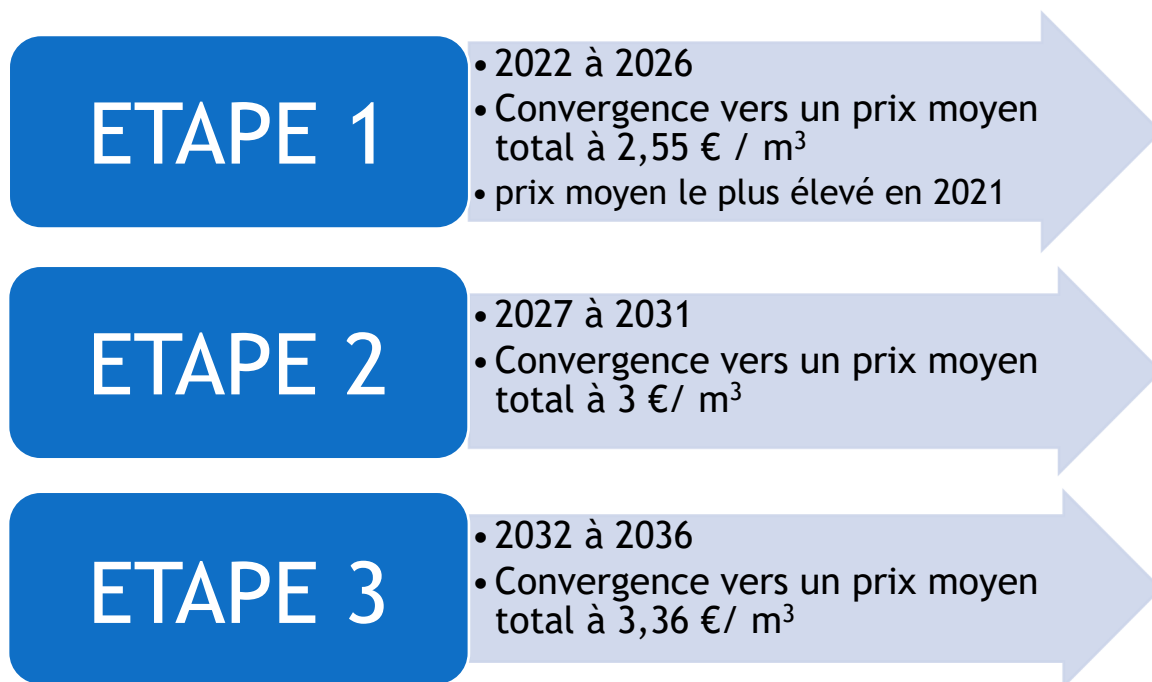 ETAPE 1
• 2022 à 2026
• Convergence vers un prix moyen
total à 2,55 € / m³
• prix moyen le plus élevé en 2021
ETAPE 2
• 2027 à 2031
• Convergence vers un prix moyen
total à 3 €/ m³
ETAPE 3
• 2032 à 2036
• Convergence vers un prix moyen
total à 3,36 €/ m³